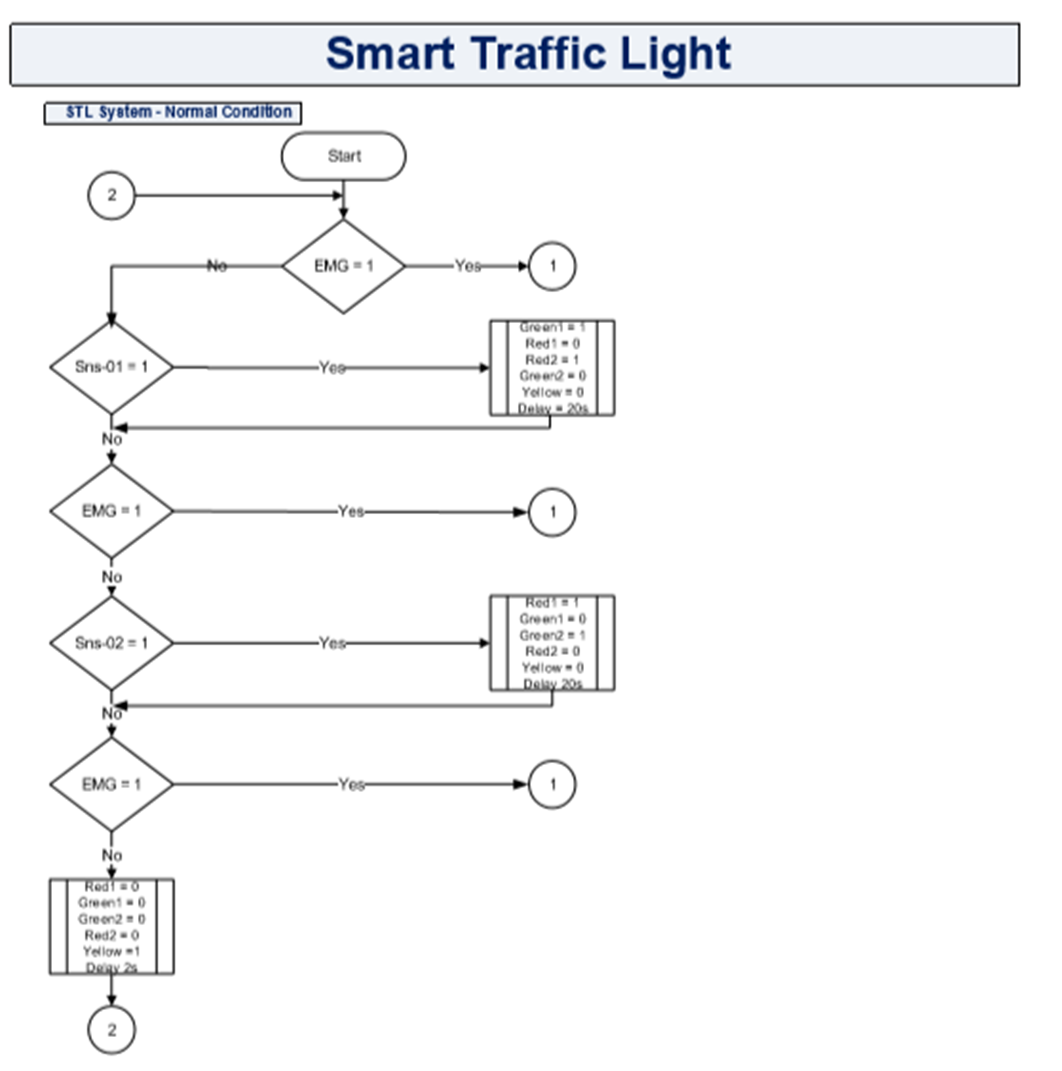 Smart Traffic Light
STL System - Normal Condition
Start
2
EMG = 1
No
Yes
1
Sns-01 = 1
Yes
Green1 = 1
Red1 = 0
Red2 = 1
Green2 = 0
Yellow = 0
Delay = 20s
No
EMG = 1
Yes
1
No
Sns-02 = 1
Yes
Red1 = 1
Green1 = 0
Green2 = 1
Red2 = 0
Yellow = 0
Delay 20s
No
EMG = 1
Yes
1
No
Red1 = 0
Green1 = 0
Green2 = 0
Red2 = 0
Yellow =1
Delay 2s
2